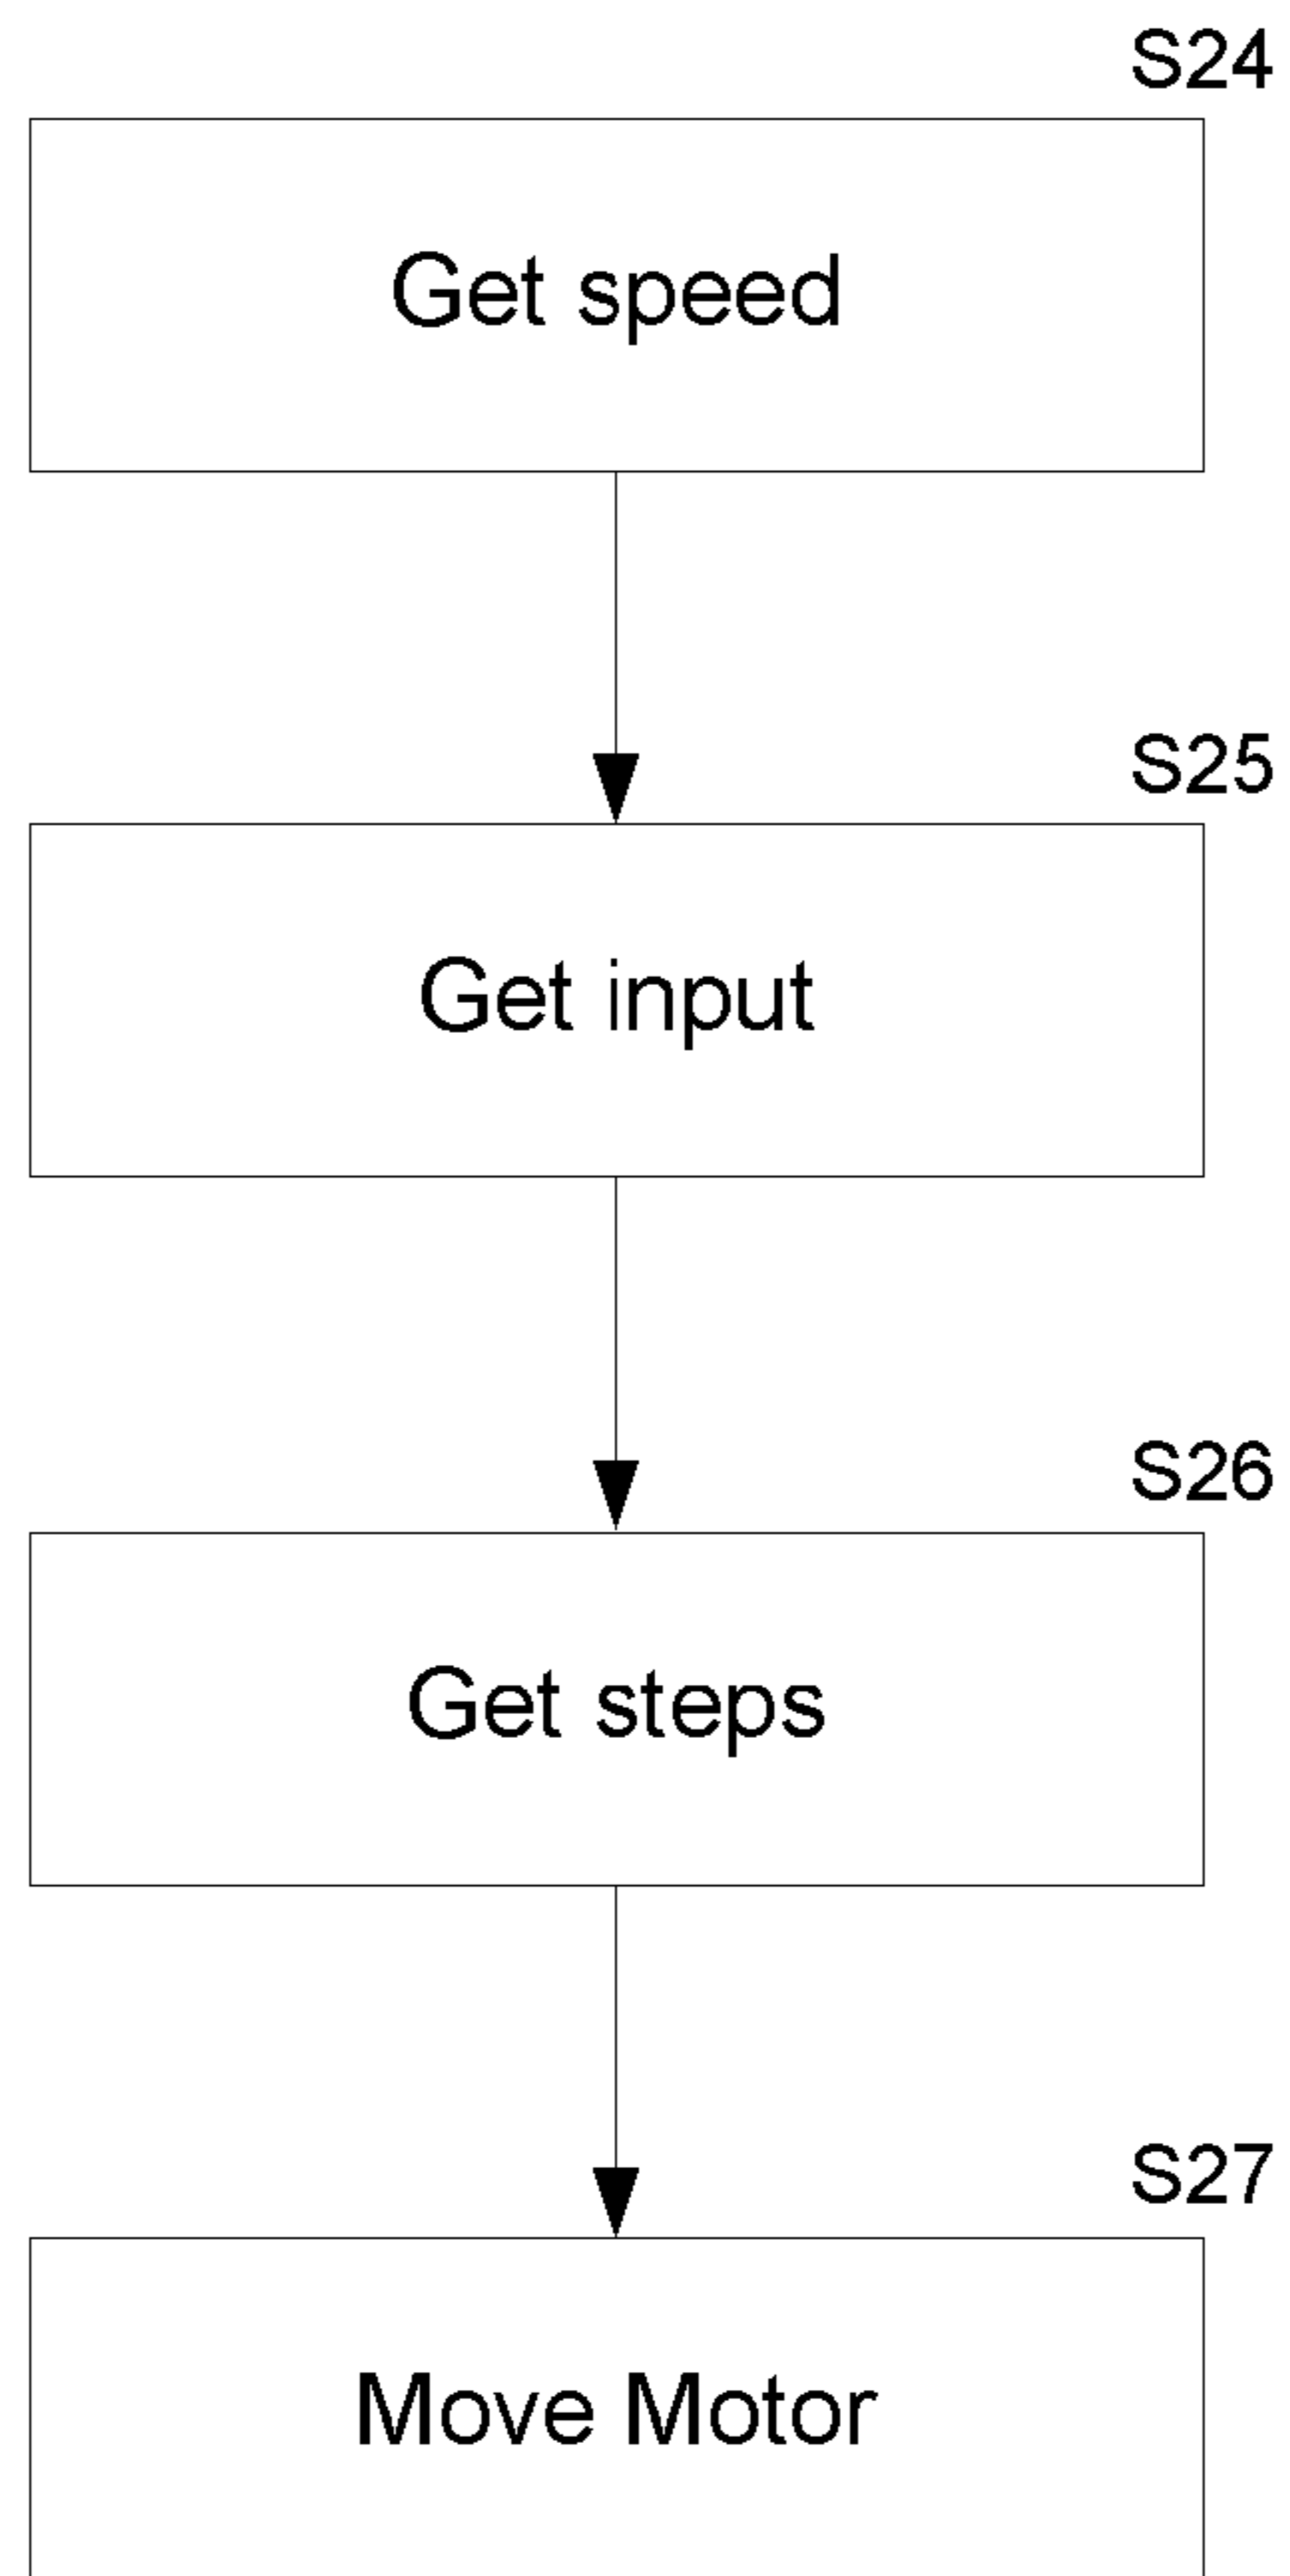 S24
Get speed
S25
Get input
S26
Get steps
S27
Move Motor